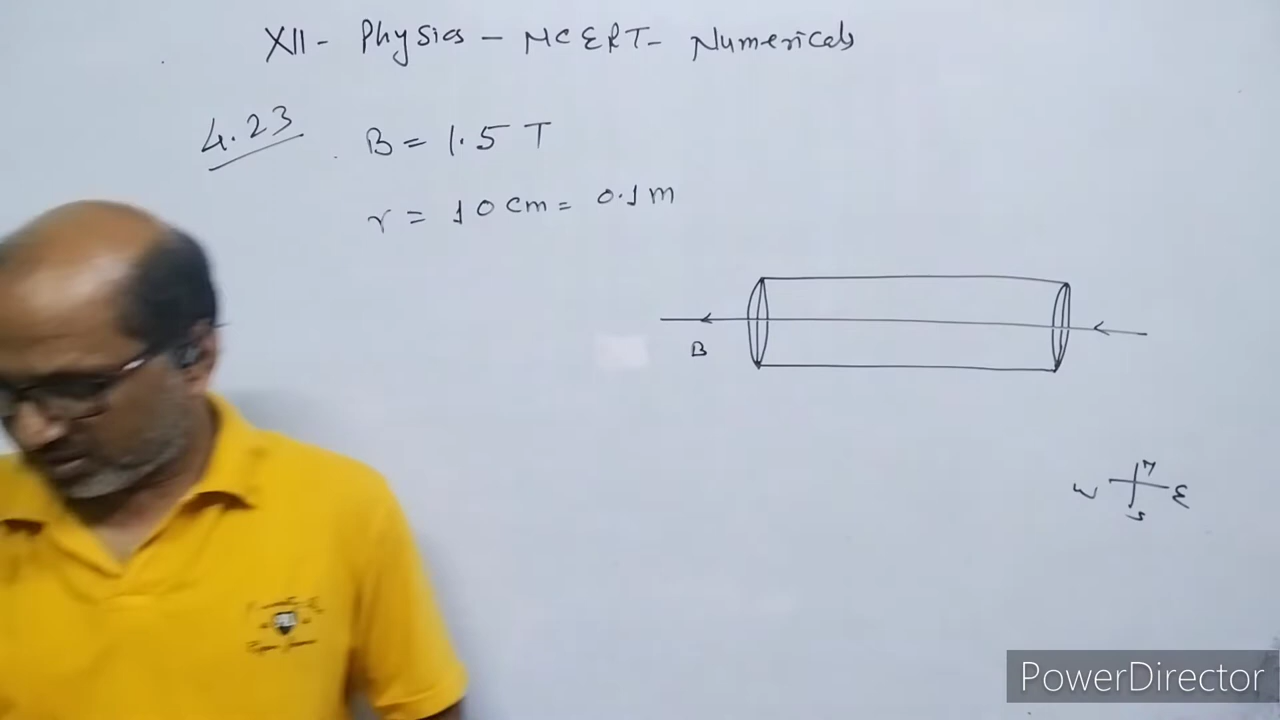 XII - Physics - NCERT - Numericals
4.23
B = 1.5 T
r = 10 cm = 0.1 m
B
N
W E
S
PowerDirector